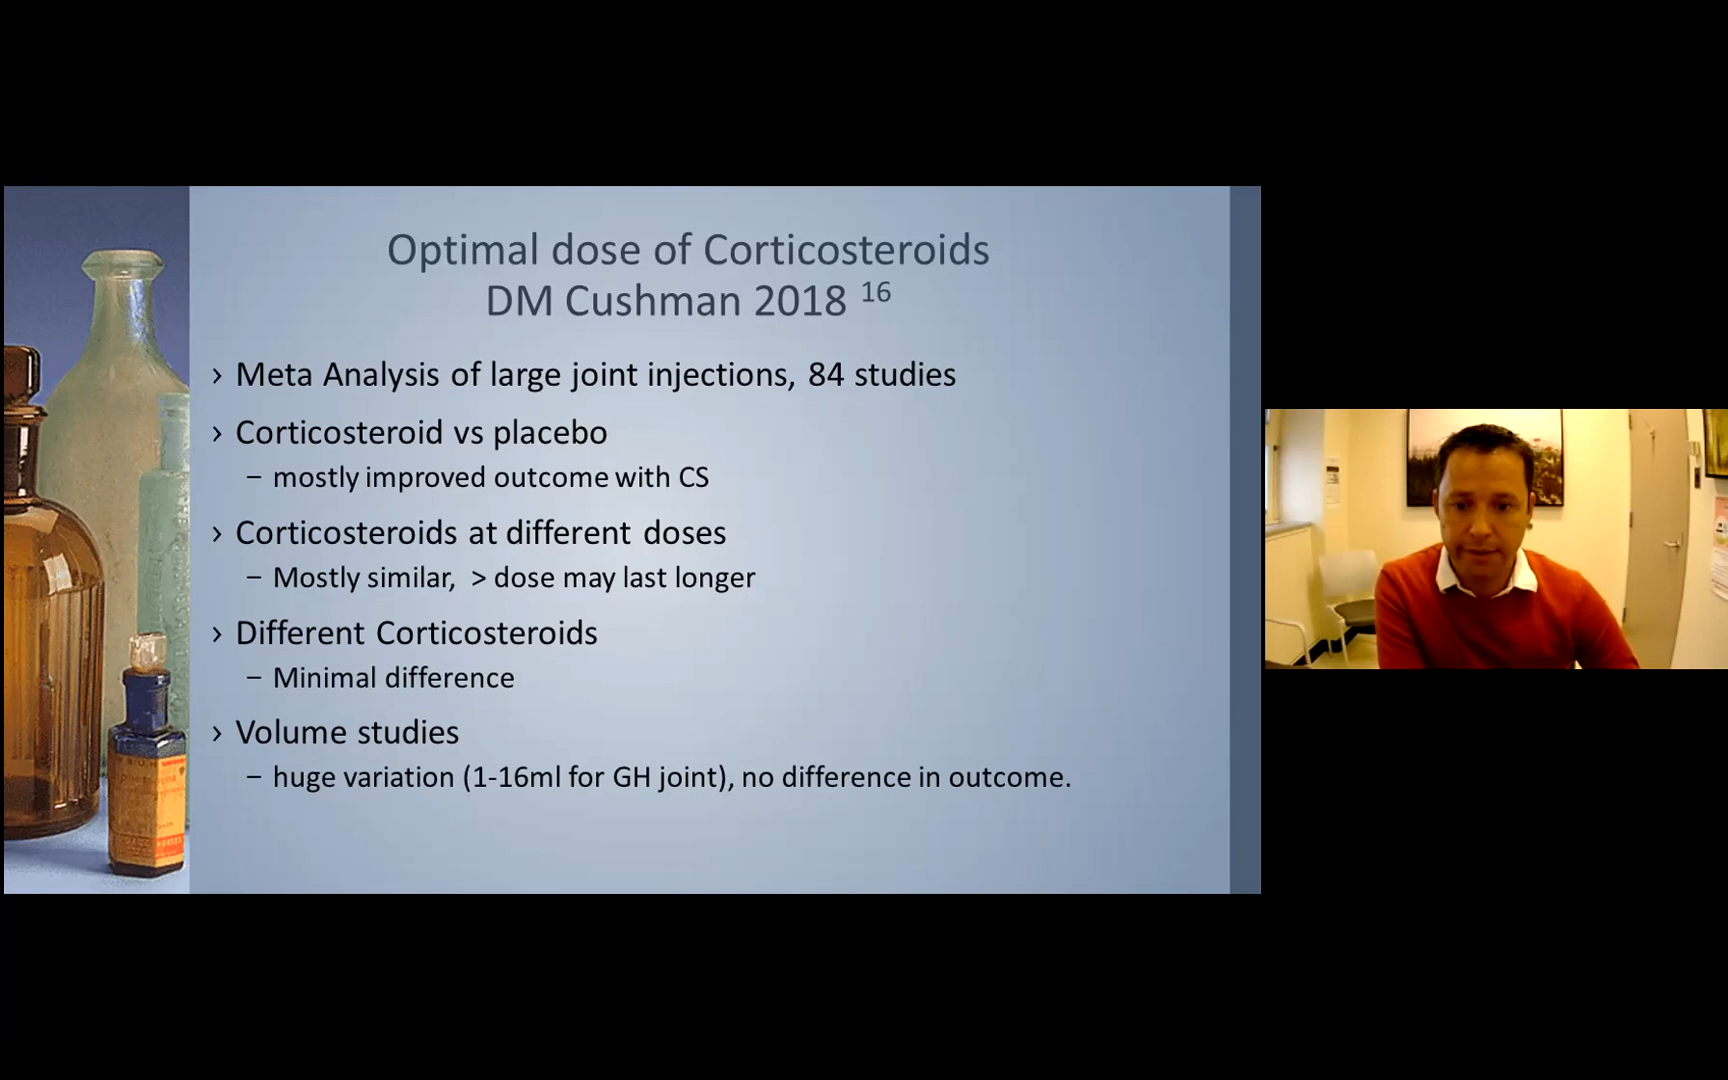 Optimal dose of Corticosteroids
DM Cushman 2018 16
› Meta Analysis of large joint injections, 84 studies
› Corticosteroid vs placebo
– mostly improved outcome with CS
› Corticosteroids at different doses
– Mostly similar, > dose may last longer
› Different Corticosteroids
– Minimal difference
› Volume studies
– huge variation (1-16ml for GH joint), no difference in outcome.